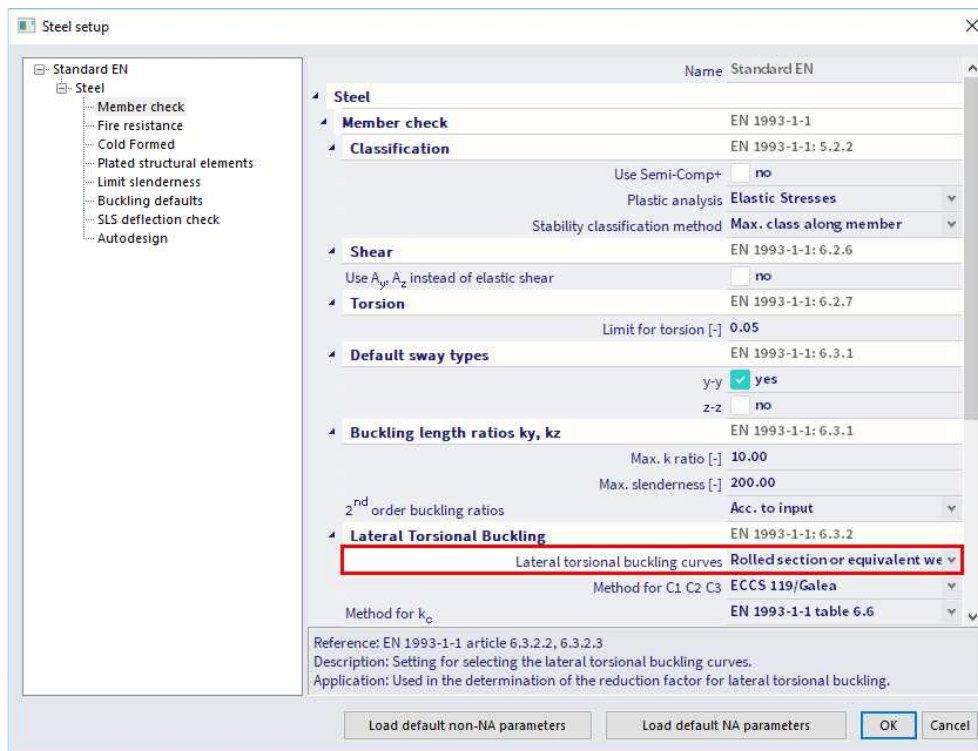 Steel setup
Standard EN
Steel
Member check
Fire resistance
Cold Formed
Plated structural elements
Limit slenderness
Buckling defaults
SLS deflection check
Autodesign
Name Standard EN
Steel
Member check EN 1993-1-1
Classification EN 1993-1-1: 5.2.2
Use Semi-Comp+ no
Plastic analysis Elastic Stresses
Stability classification method Max. class along member
Shear EN 1993-1-1: 6.2.6
Use Ay, Az instead of elastic shear no
Torsion EN 1993-1-1: 6.2.7
Limit for torsion [-] 0.05
Default sway types EN 1993-1-1: 6.3.1
y-y yes
z-z no
Buckling length ratios ky, kz EN 1993-1-1: 6.3.1
Max. k ratio [-] 10.00
Max. slenderness [-] 200.00
2nd order buckling ratios Acc. to input
Lateral Torsional Buckling EN 1993-1-1: 6.3.2
Lateral torsional buckling curves Rolled section or equivalent we
Method for C1 C2 C3 ECCS 119/Galea
Method for kc EN 1993-1-1 table 6.6
Reference: EN 1993-1-1 article 6.3.2.2, 6.3.2.3
Description: Setting for selecting the lateral torsional buckling curves.
Application: Used in the determination of the reduction factor for lateral torsional buckling.
Load default non-NA parameters Load default NA parameters OK Cancel